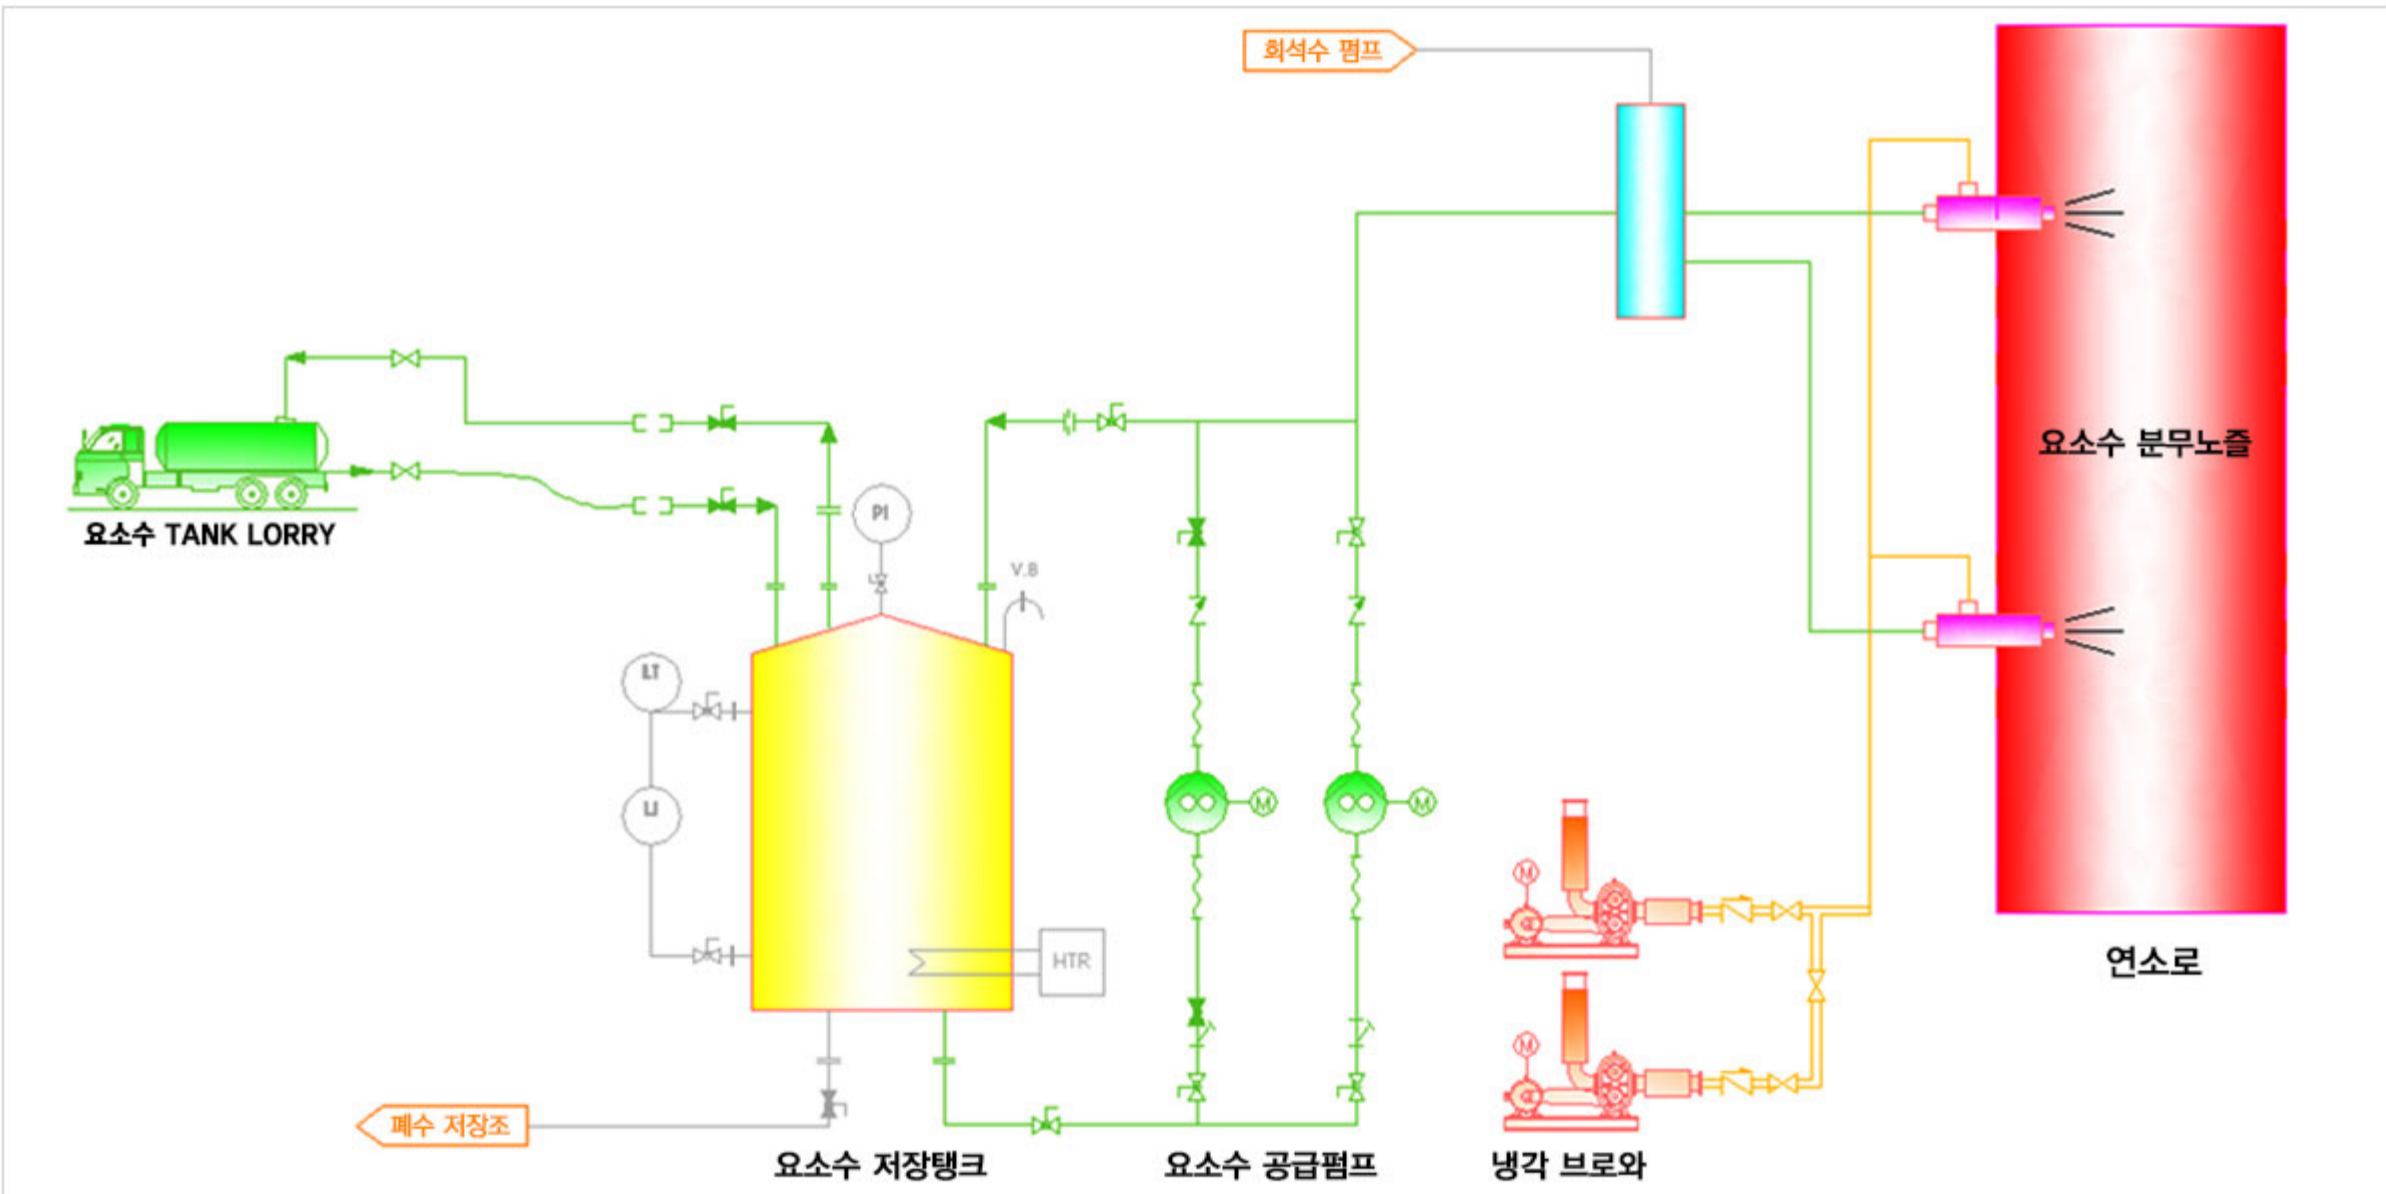 희석수 펌프
요소수 분무노즐
요소수 TANK LORRY
PI
V.B
LT
LI
M
M
M
HTR
연소로
M
폐수 저장조
요소수 저장탱크
요소수 공급펌프
냉각 브로와